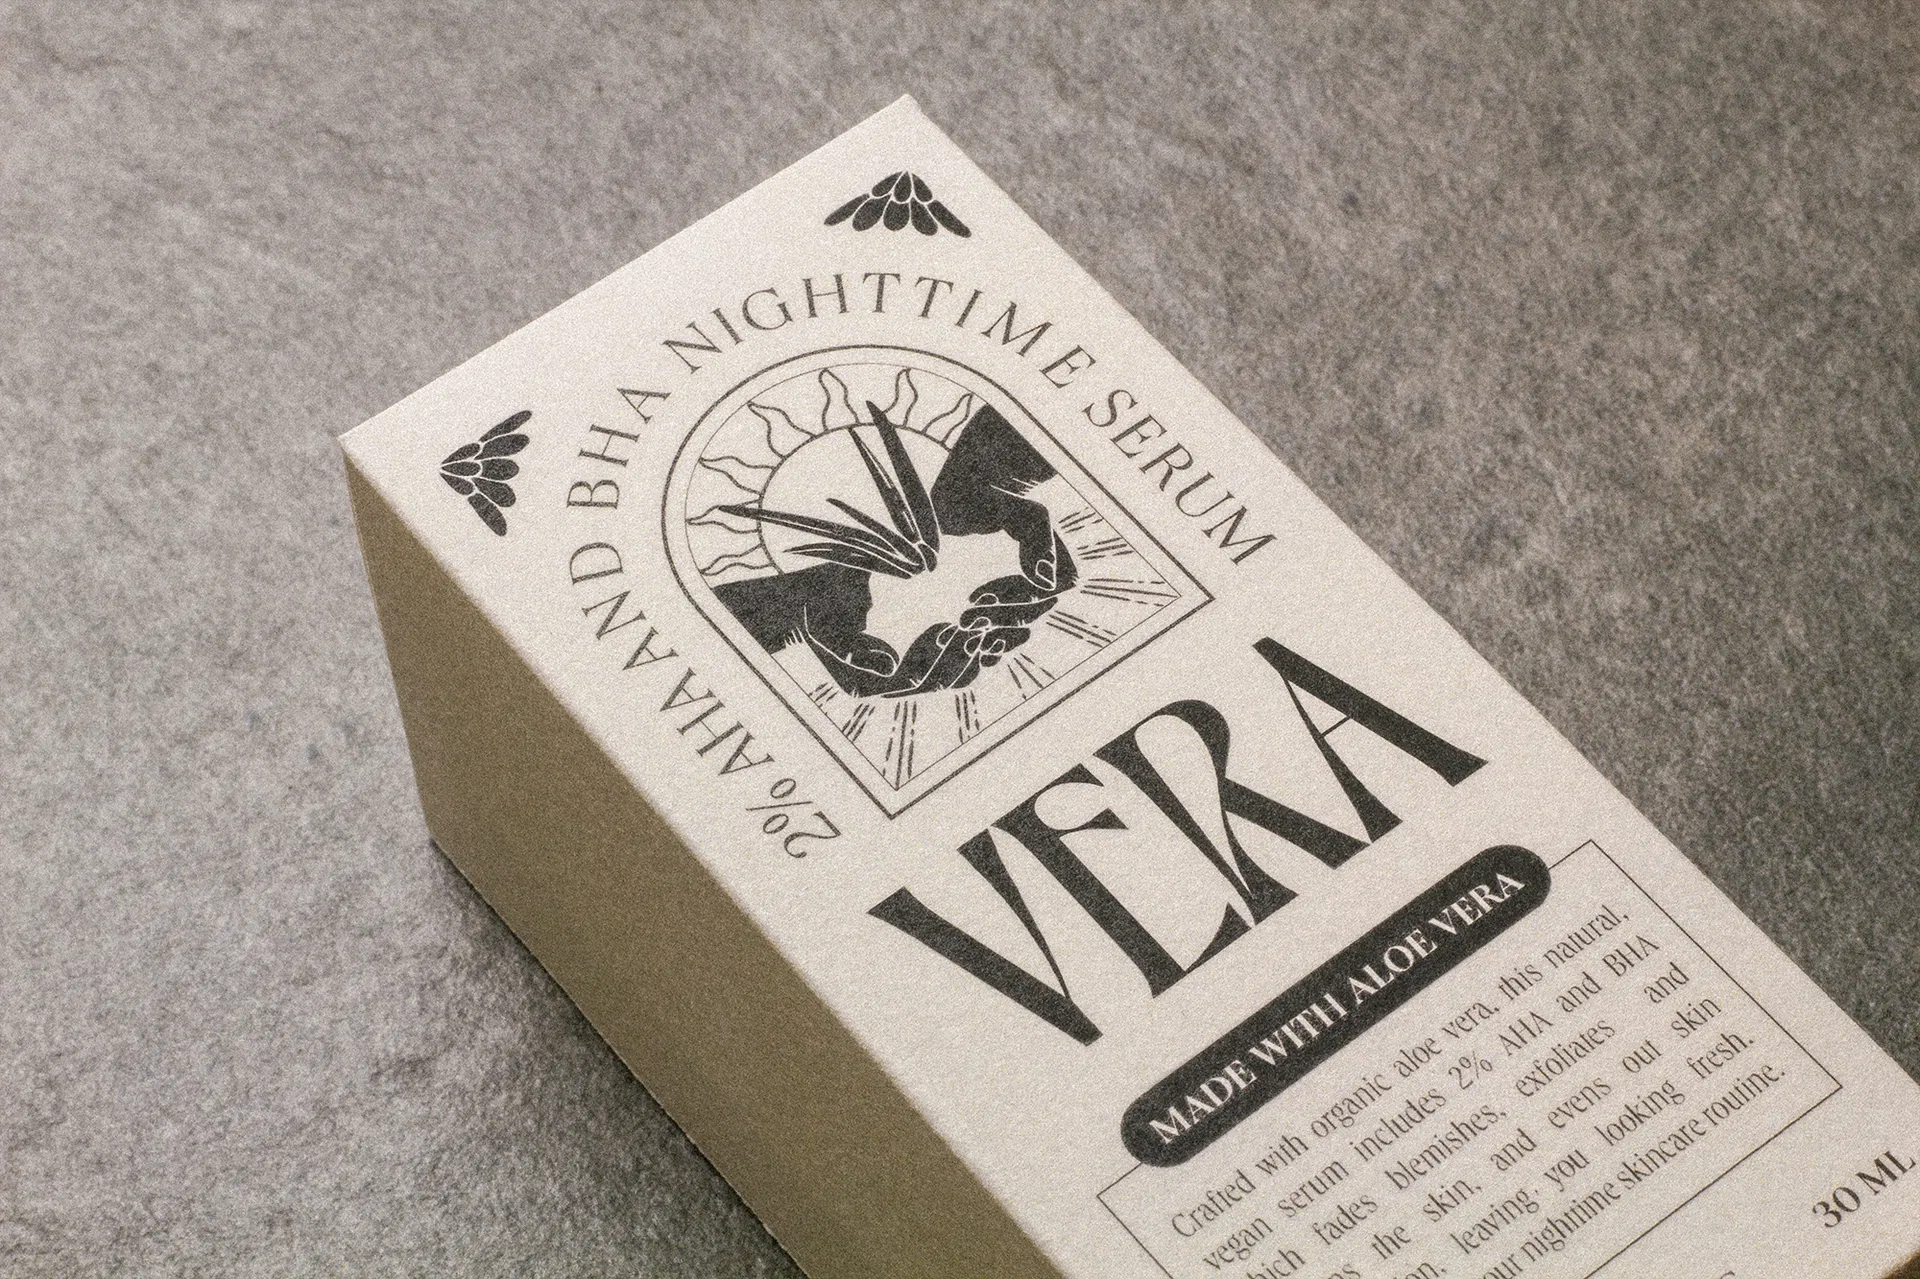 2% AHA AND BHA NIGHTTIME SERUM
VERA
MADE WITH ALOE VERA
Crafted with organic aloe vera, this natural,
vegan serum includes 2% AHA and BHA
which fades blemishes, exfoliates and
the skin, and evens out skin
leaving you looking fresh.
nighttime skincare routine.
30 ML